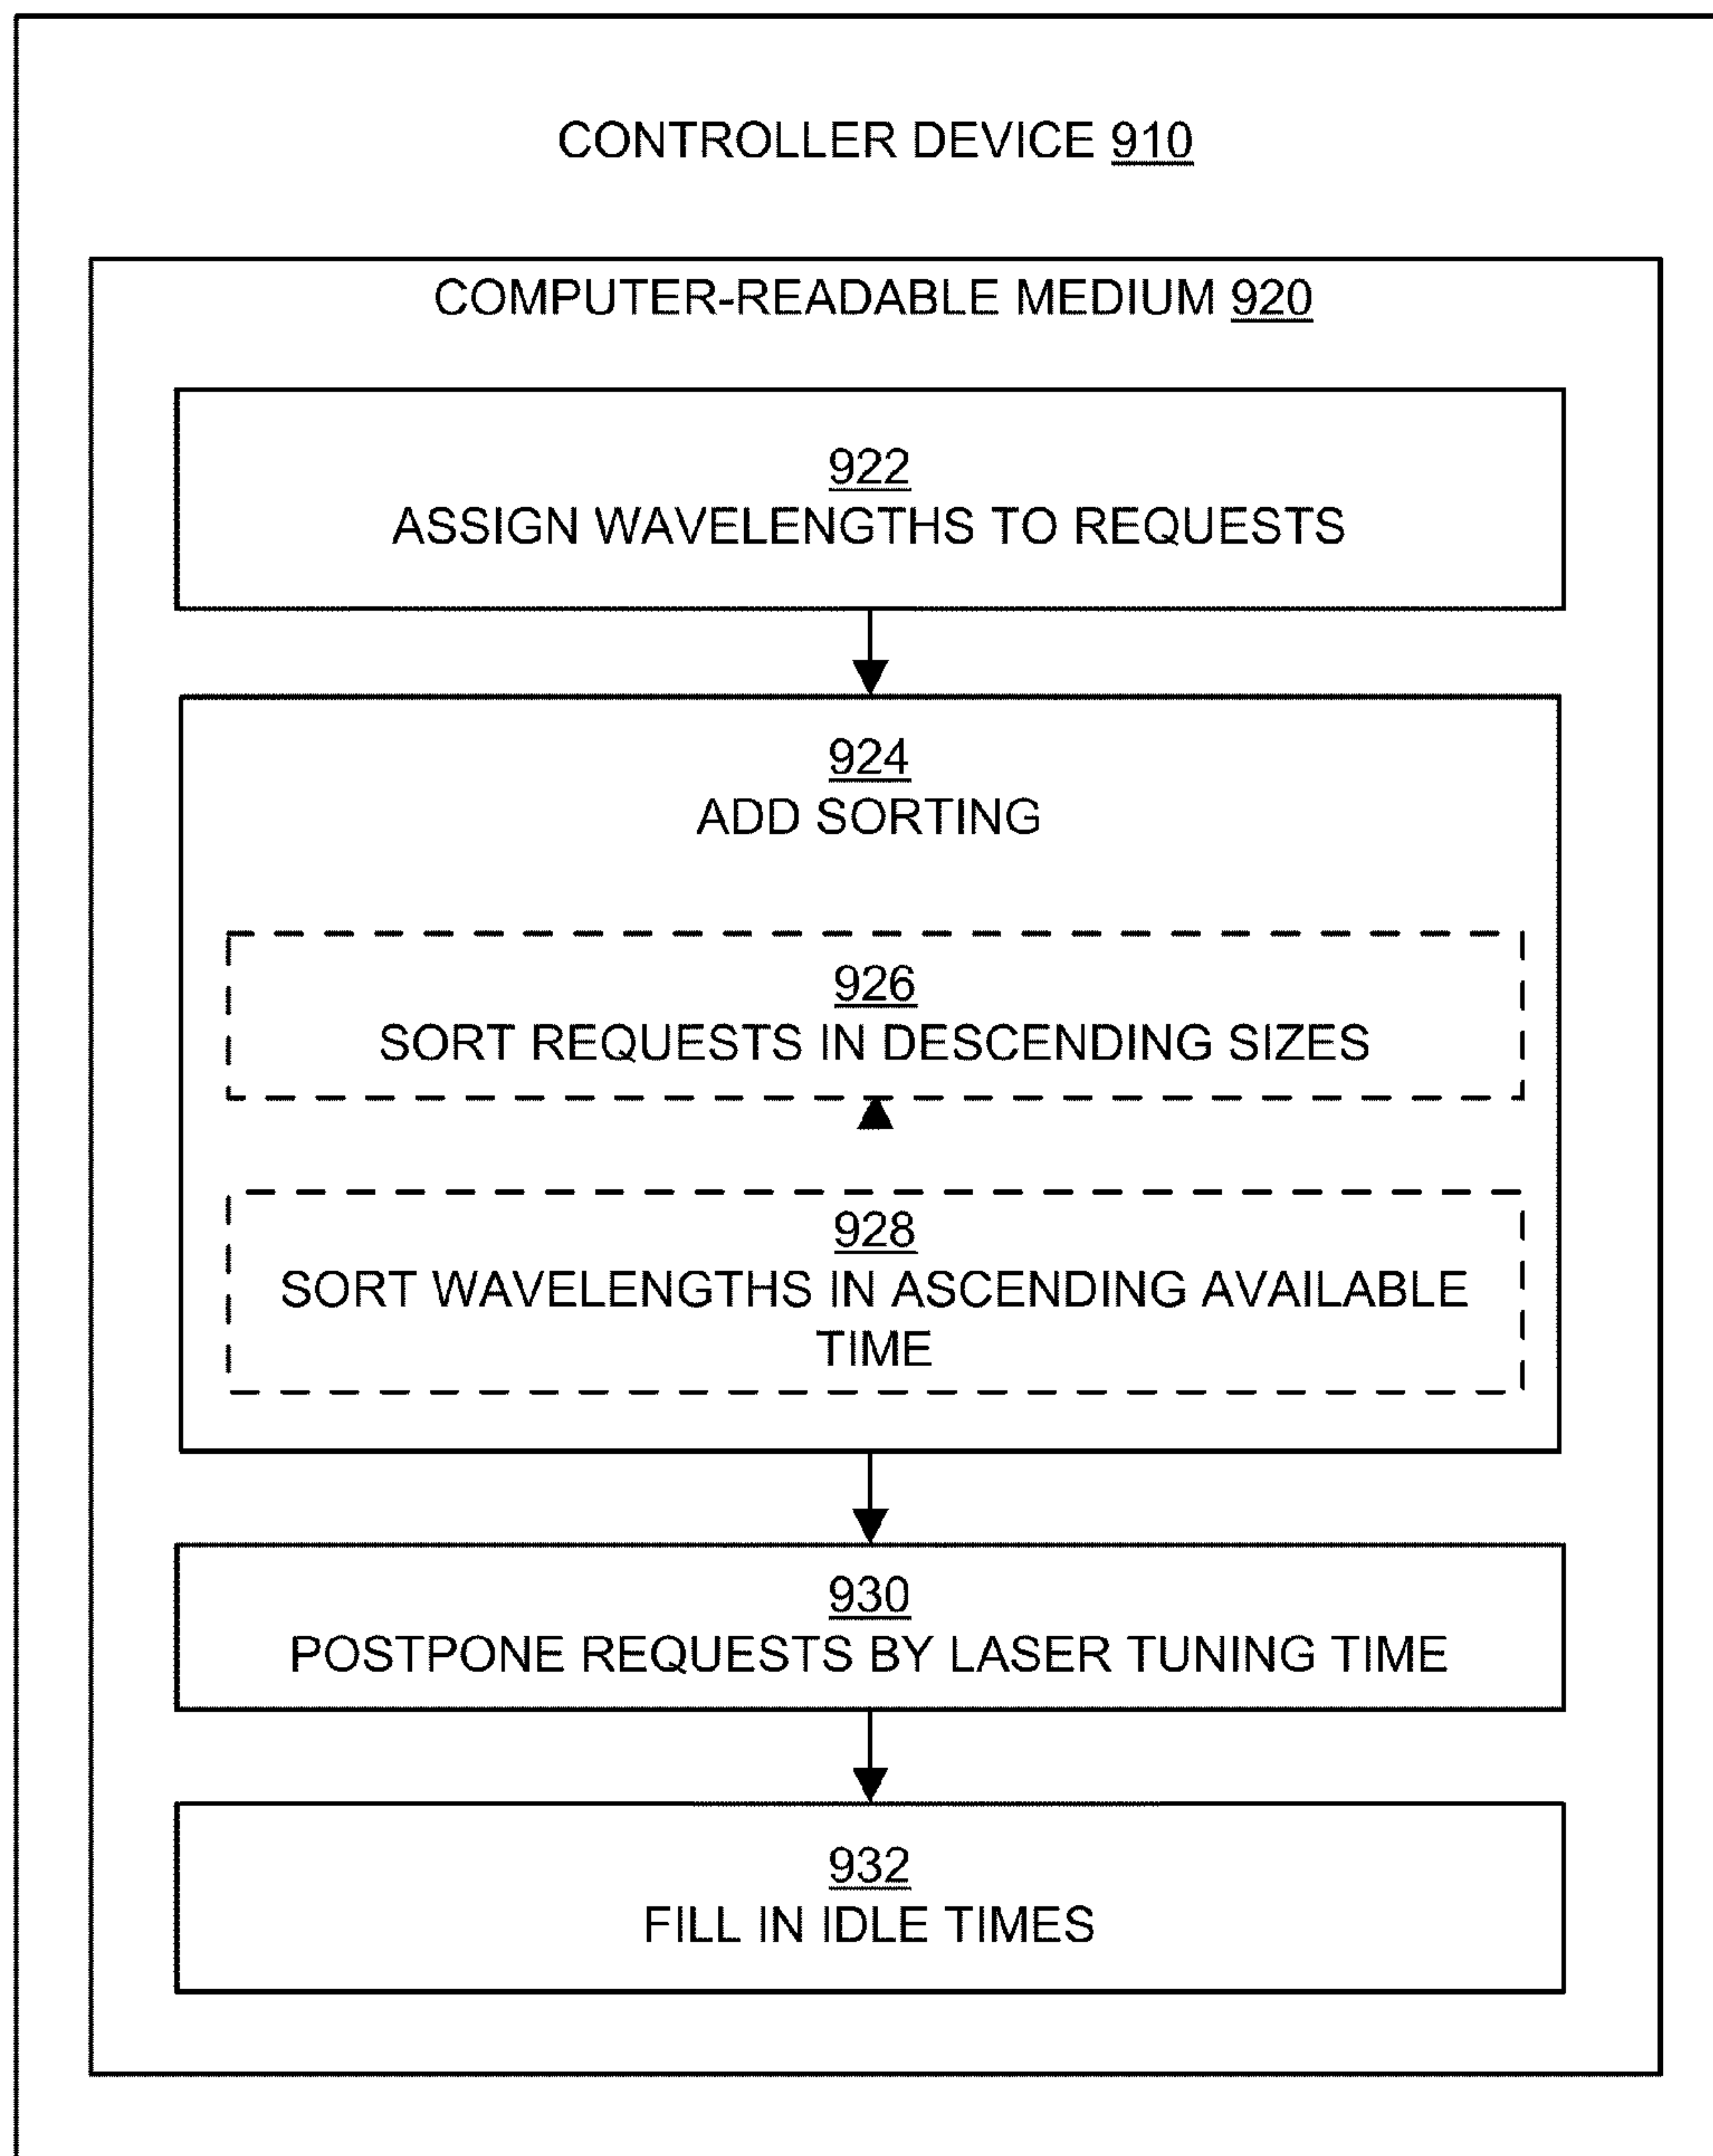 CONTROLLER DEVICE 910
COMPUTER-READABLE MEDIUM 920
922
ASSIGN WAVELENGTHS TO REQUESTS
924
ADD SORTING
926
SORT REQUESTS IN DESCENDING SIZES
928
SORT WAVELENGTHS IN ASCENDING AVAILABLE
TIME
930
POSTPONE REQUESTS BY LASER TUNING TIME
932
FILL IN IDLE TIMES